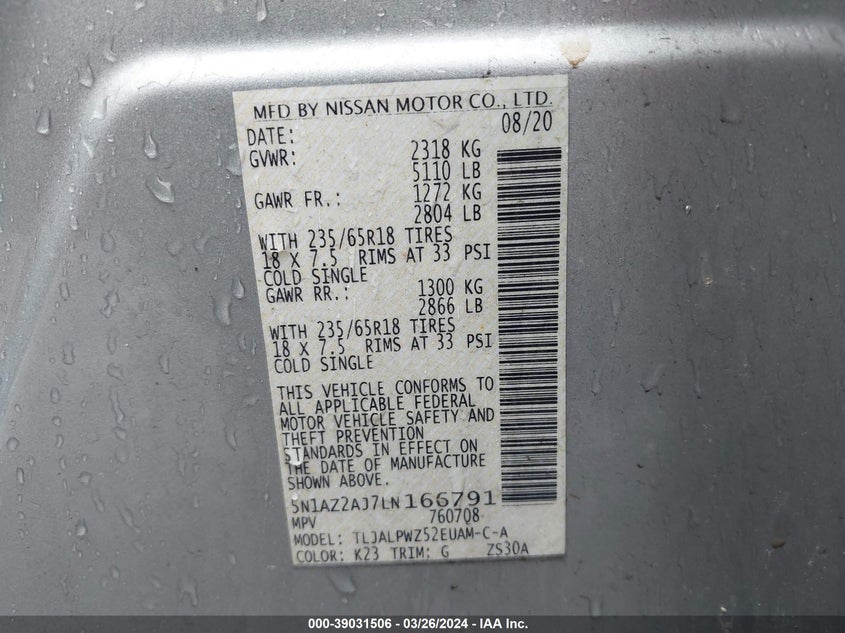 MFD BY NISSAN MOTOR CO., LTD.
DATE: 08/20
GVWR: 2318 KG
5110 LB
GAWR FR.: 1272 KG
2804 LB
WITH 235/65R18 TIRES
18 X 7.5 RIMS AT 33 PSI
COLD SINGLE
GAWR RR.: 1300 KG
2866 LB
WITH 235/65R18 TIRES
18 X 7.5 RIMS AT 33 PSI
COLD SINGLE
THIS VEHICLE CONFORMS TO
ALL APPLICABLE FEDERAL
MOTOR VEHICLE SAFETY AND
THEFT PREVENTION
STANDARDS IN EFFECT ON
THE DATE OF MANUFACTURE
SHOWN ABOVE.
5N1AZ2AJ7LN166791
MPV 760708
MODEL: TLJALPWZ52EUAM-C-A
COLOR: K23 TRIM: G ZS30A
000-39031506 - 03/26/2024 - IAA Inc.